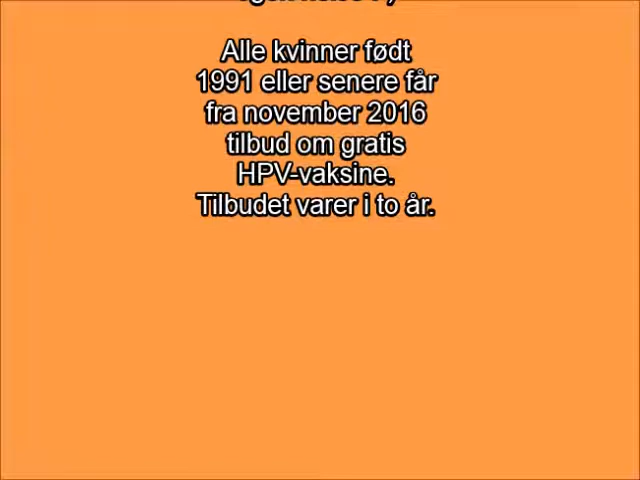 Alle kvinner født
1991 eller senere får
fra november 2016
tilbud om gratis
HPV-vaksine.
Tilbudet varer i to år.